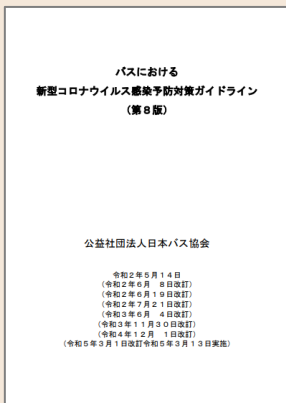 バスにおける
新型コロナウイルス感染予防対策ガイドライン
（第８版）
公益社団法人日本バス協会
令和２年５月１４日
（令和２年６月　８日改訂）
（令和２年６月１９日改訂）
（令和２年７月２１日改訂）
（令和３年６月　４日改訂）
（令和３年１１月３０日改訂）
（令和４年１２月　１日改訂）
（令和５年３月１日改訂令和５年３月１３日実施）